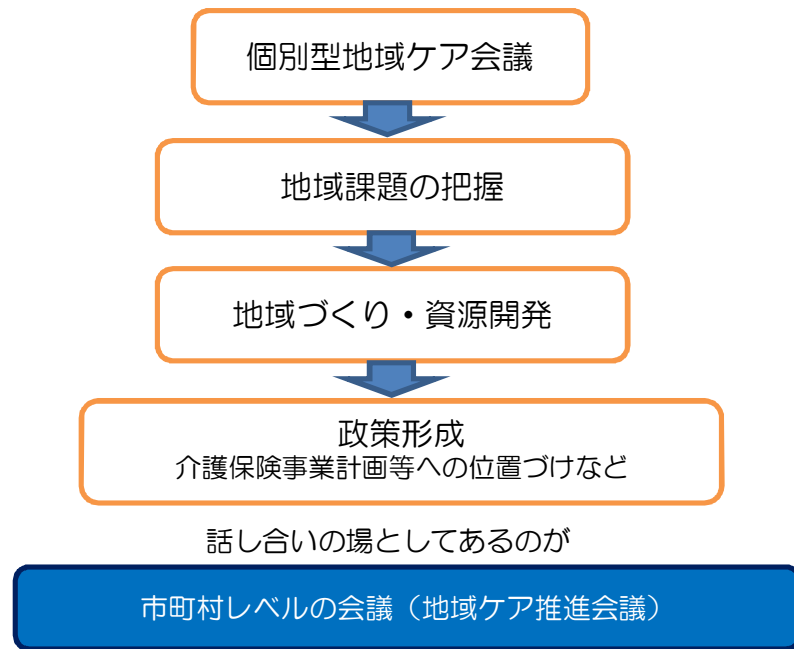 個別型地域ケア会議
地域課題の把握
地域づくり・資源開発
政策形成
介護保険事業計画等への位置づけなど
話し合いの場としてあるのが
市町村レベルの会議（地域ケア推進会議）